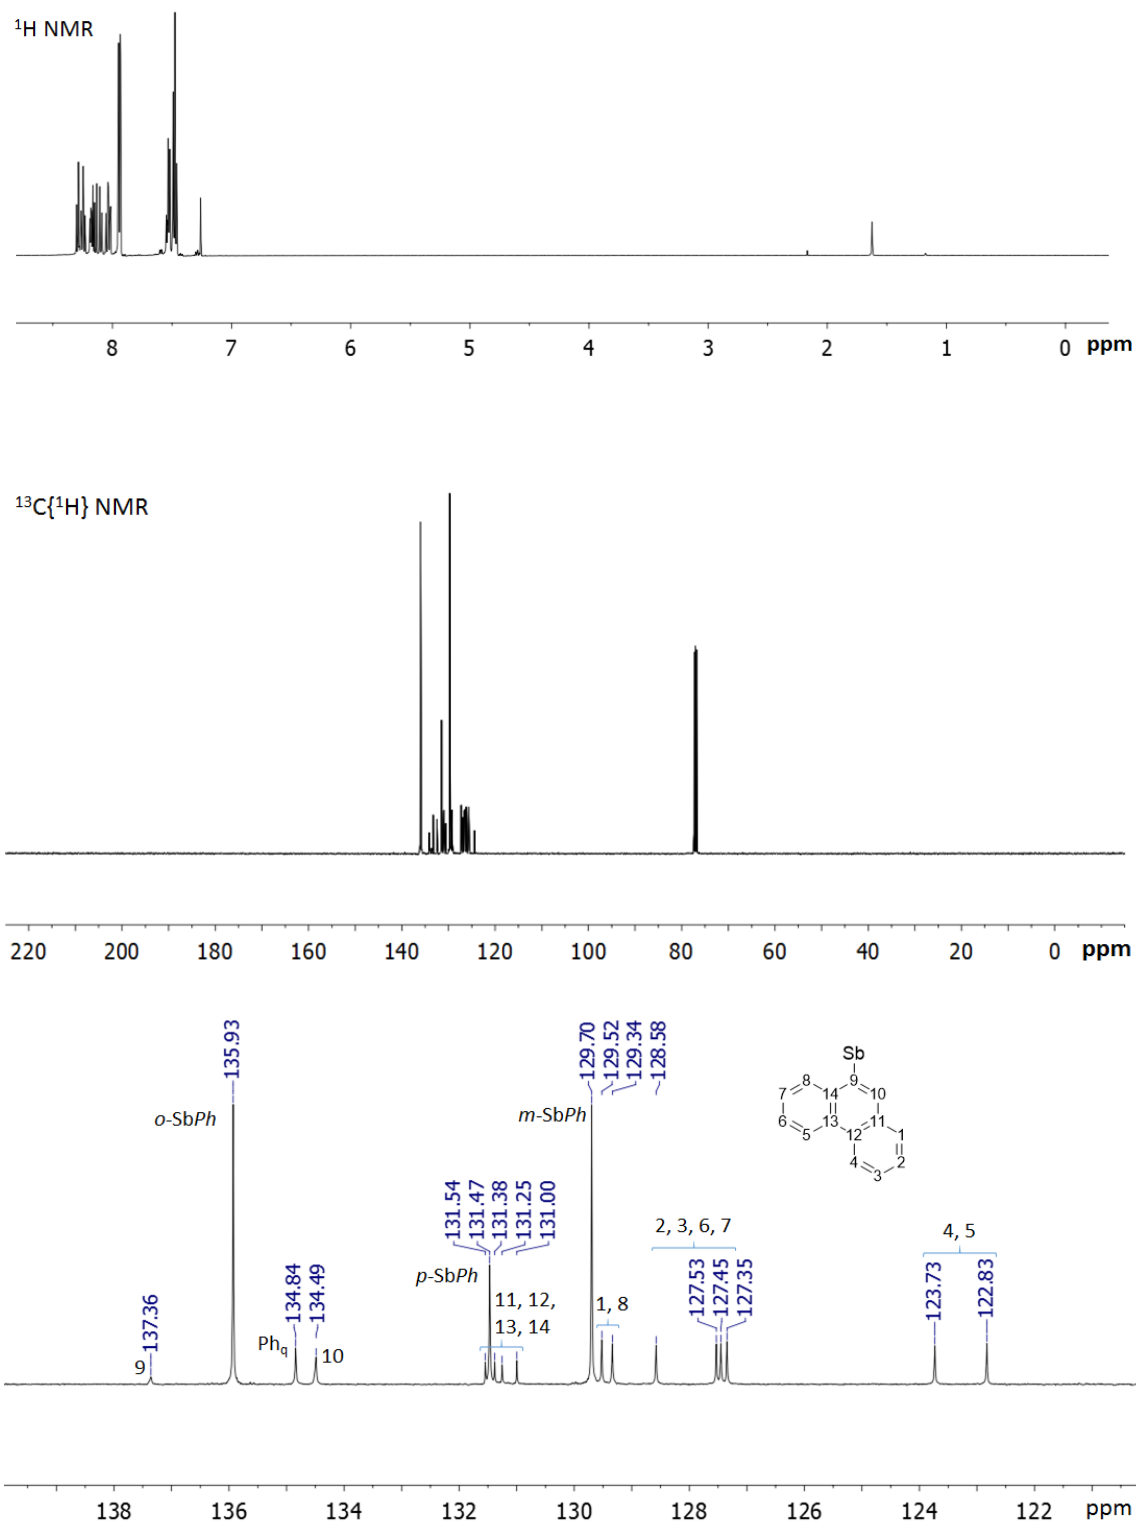 ¹H NMR
8 7 6 5 4 3 2 1 0 ppm
¹³C{¹H} NMR
220 200 180 160 140 120 100 80 60 40 20 0 ppm
135.93
129.70
129.52
129.34
128.58
Sb
8 9 10
7 14
6 13 11
5 12 1
4 2
3
o-SbPh
m-SbPh
131.54
131.47
131.38
131.25
131.00
2, 3, 6, 7
4, 5
p-SbPh
137.36
134.84
134.49
11, 12,
13, 14
1, 8
127.53
127.45
127.35
123.73
122.83
9
Phq
10
138 136 134 132 130 128 126 124 122 ppm